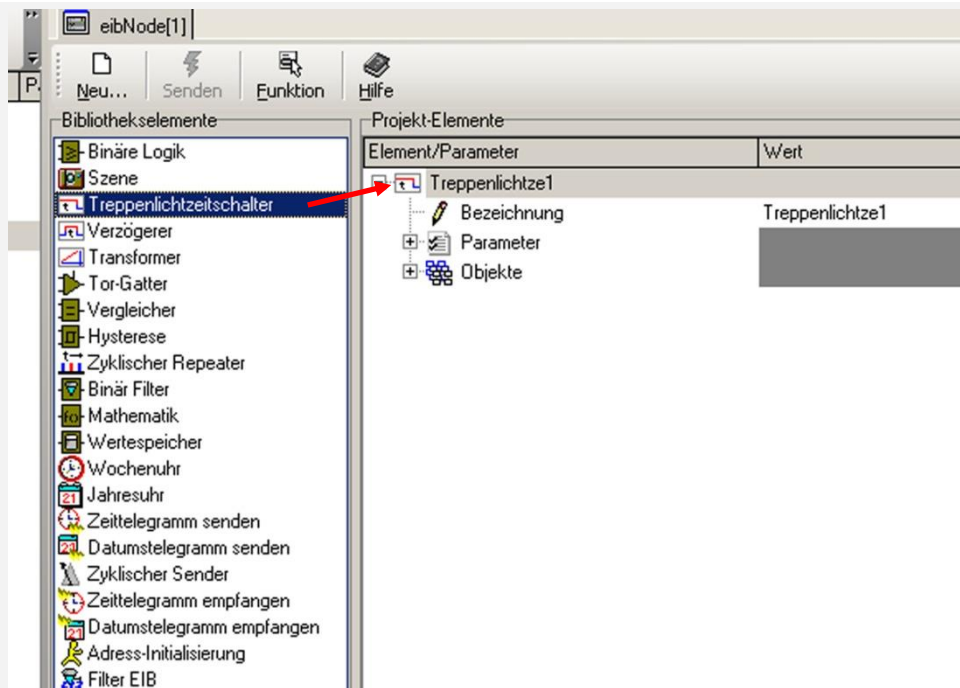 eibNode[1]
P.
Neu... Senden Funktion Hilfe
Bibliothekselemente
Binäre Logik
Szene
Treppenlichtzeitschalter
Verzögerer
Transformer
Tor-Gatter
Vergleicher
Hysterese
Zyklischer Repeater
Binär Filter
Mathematik
Wertespeicher
Wochenuhr
Jahresuhr
Zeittelegramm senden
Datumstelegramm senden
Zyklischer Sender
Zeittelegramm empfangen
Datumstelegramm empfangen
Adress-Initialisierung
Filter EIB
Projekt-Elemente
Element/Parameter Wert
Treppenlichtze1
Bezeichnung Treppenlichtze1
Parameter
Objekte